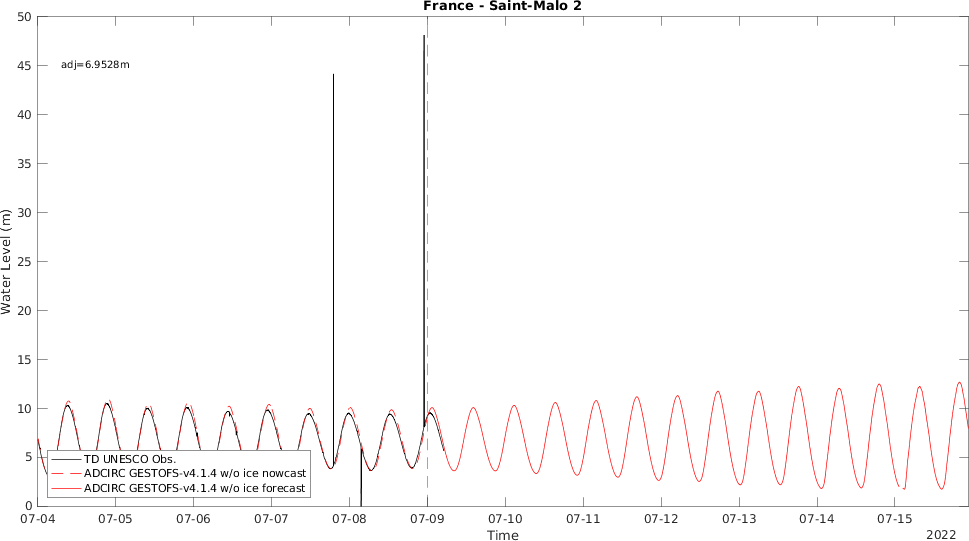 France - Saint-Malo 2
50
45
40
35
30
25
20
15
10
5
0
adj=6.9528m
Water Level (m)
TD UNESCO Obs.
ADCIRC GESTOFS-v4.1.4 w/o ice nowcast
ADCIRC GESTOFS-v4.1.4 w/o ice forecast
07-04 07-05 07-06 07-07 07-08 07-09 07-10 07-11 07-12 07-13 07-14 07-15
Time
2022